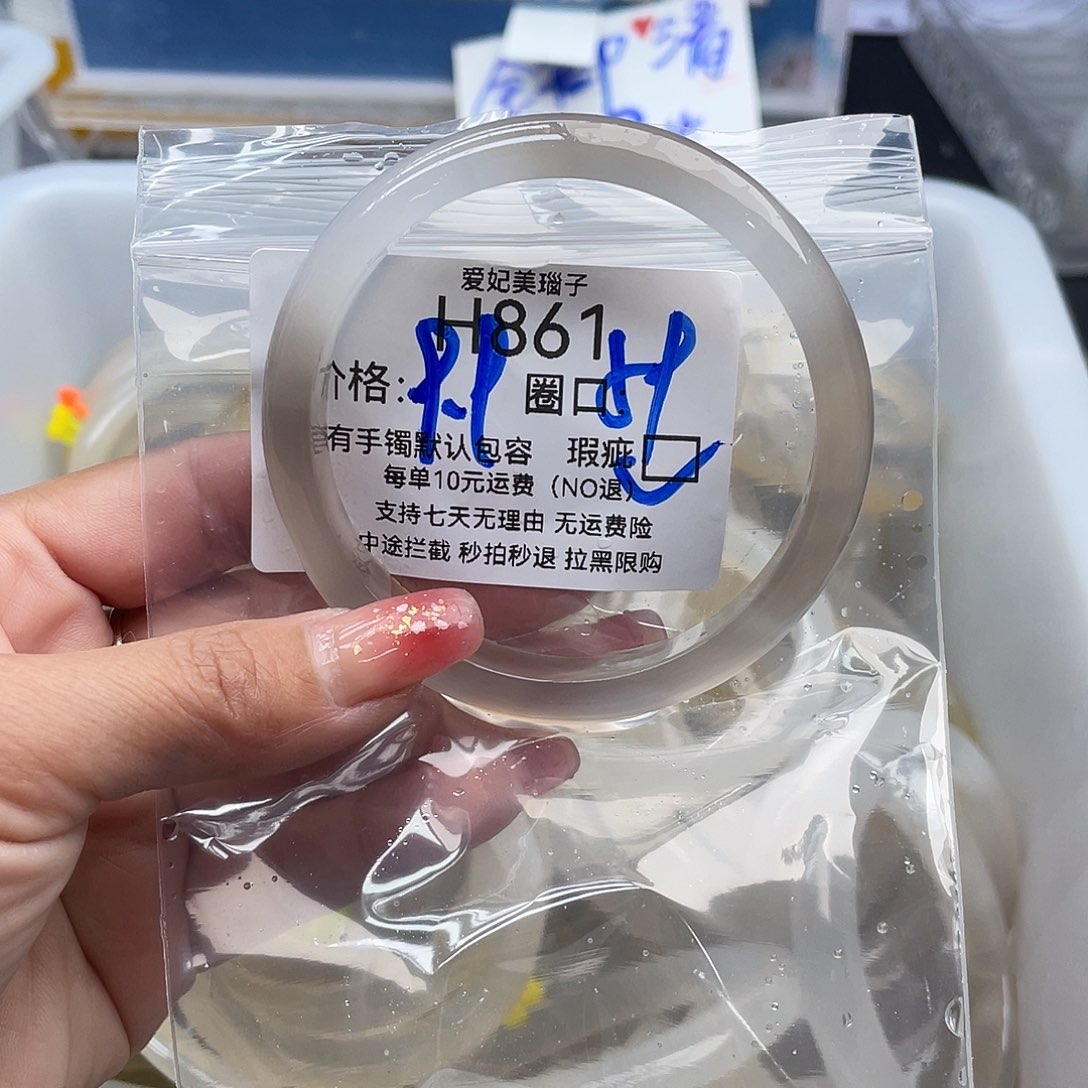 5看
爱妃美瑙子
H861
价格: 圈口:
有手镯默认包容 瑕疵
每单10元运费（NO退）
支持七天无理由 无运费险
中途拦截 秒拍秒退 拉黑限购